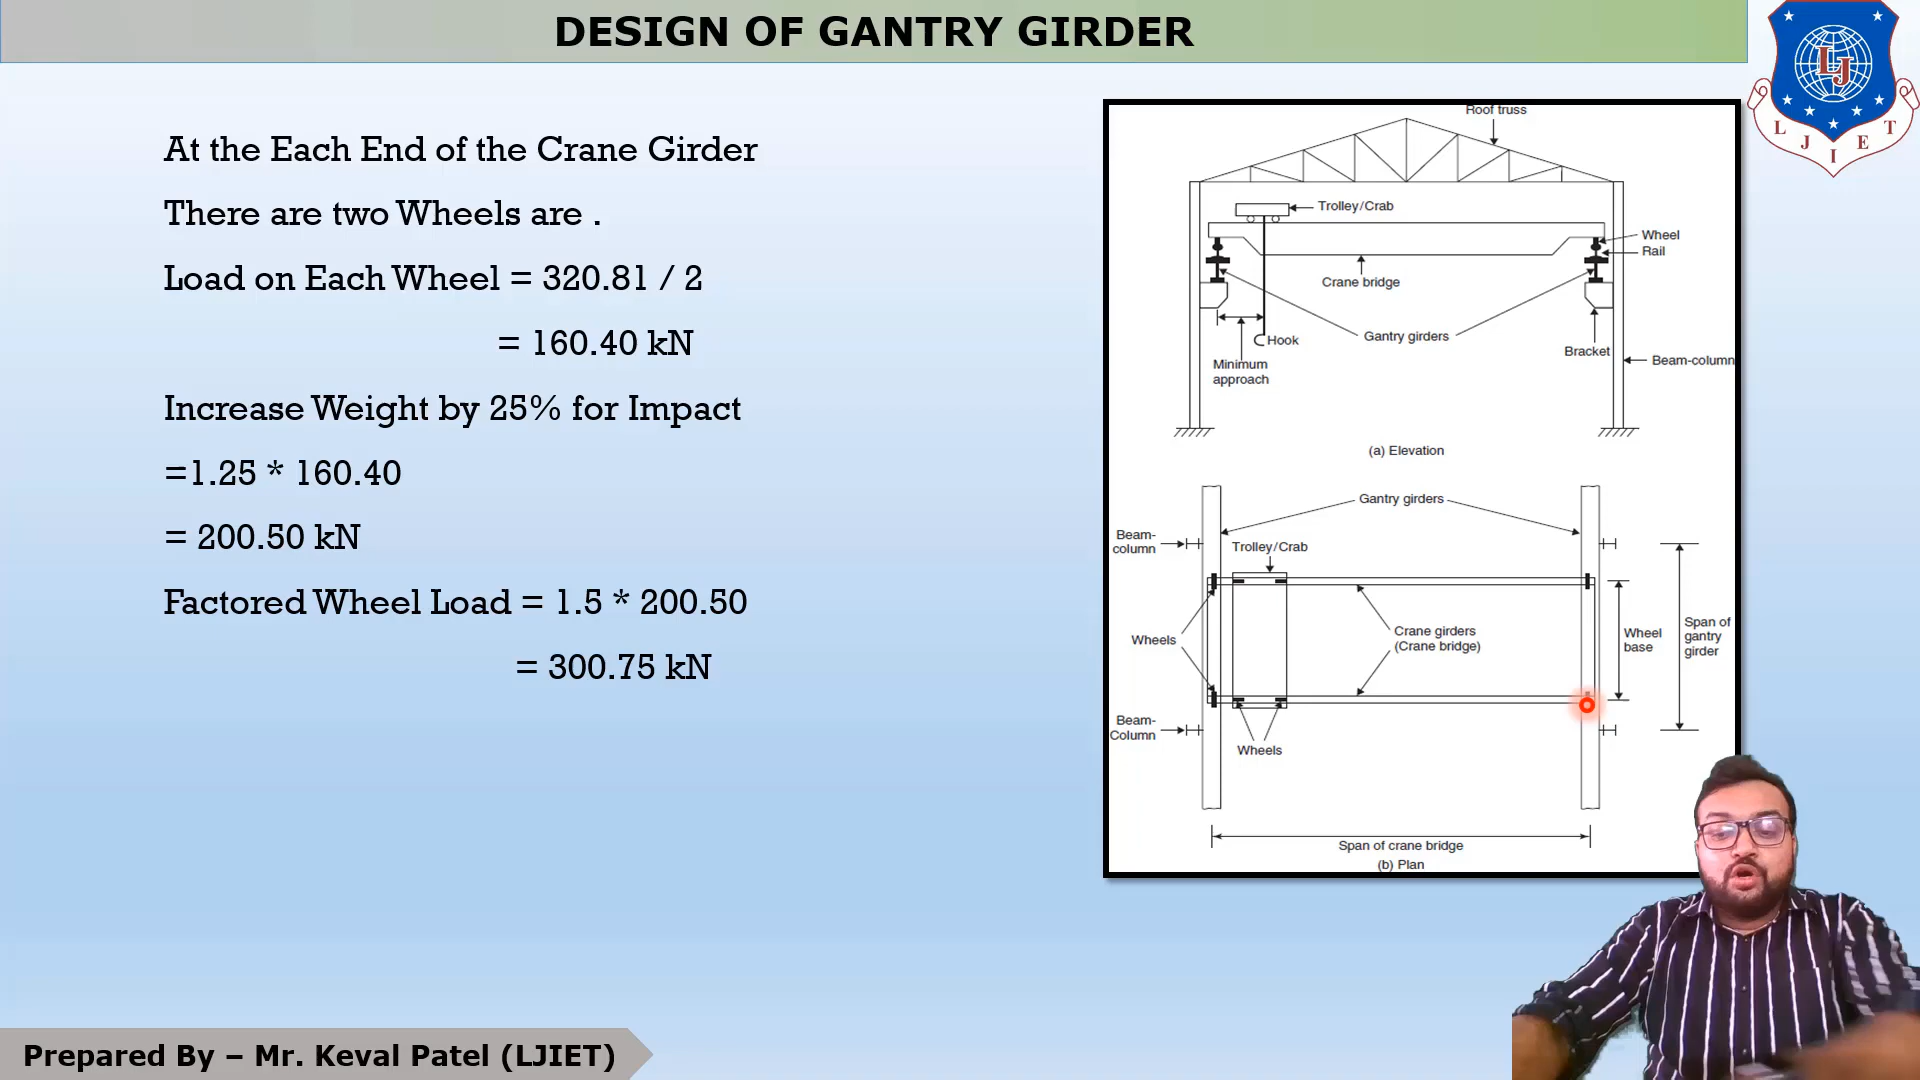 DESIGN OF GANTRY GIRDER
L J I E T
LJ
At the Each End of the Crane Girder
There are two Wheels are .
Load on Each Wheel = 320.81 / 2
= 160.40 kN
Increase Weight by 25% for Impact
=1.25 * 160.40
= 200.50 kN
Factored Wheel Load = 1.5 * 200.50
= 300.75 kN
Roof truss
Trolley/Crab
Wheel
Rail
Crane bridge
Gantry girders
Hook
Bracket
Beam-column
Minimum
approach
(a) Elevation
Gantry girders
Beam-
column
Trolley/Crab
Wheels
Crane girders
(Crane bridge)
Wheel
base
Span of
gantry
girder
Beam-
Column
Wheels
Span of crane bridge
(b) Plan
Prepared By – Mr. Keval Patel (LJIET)